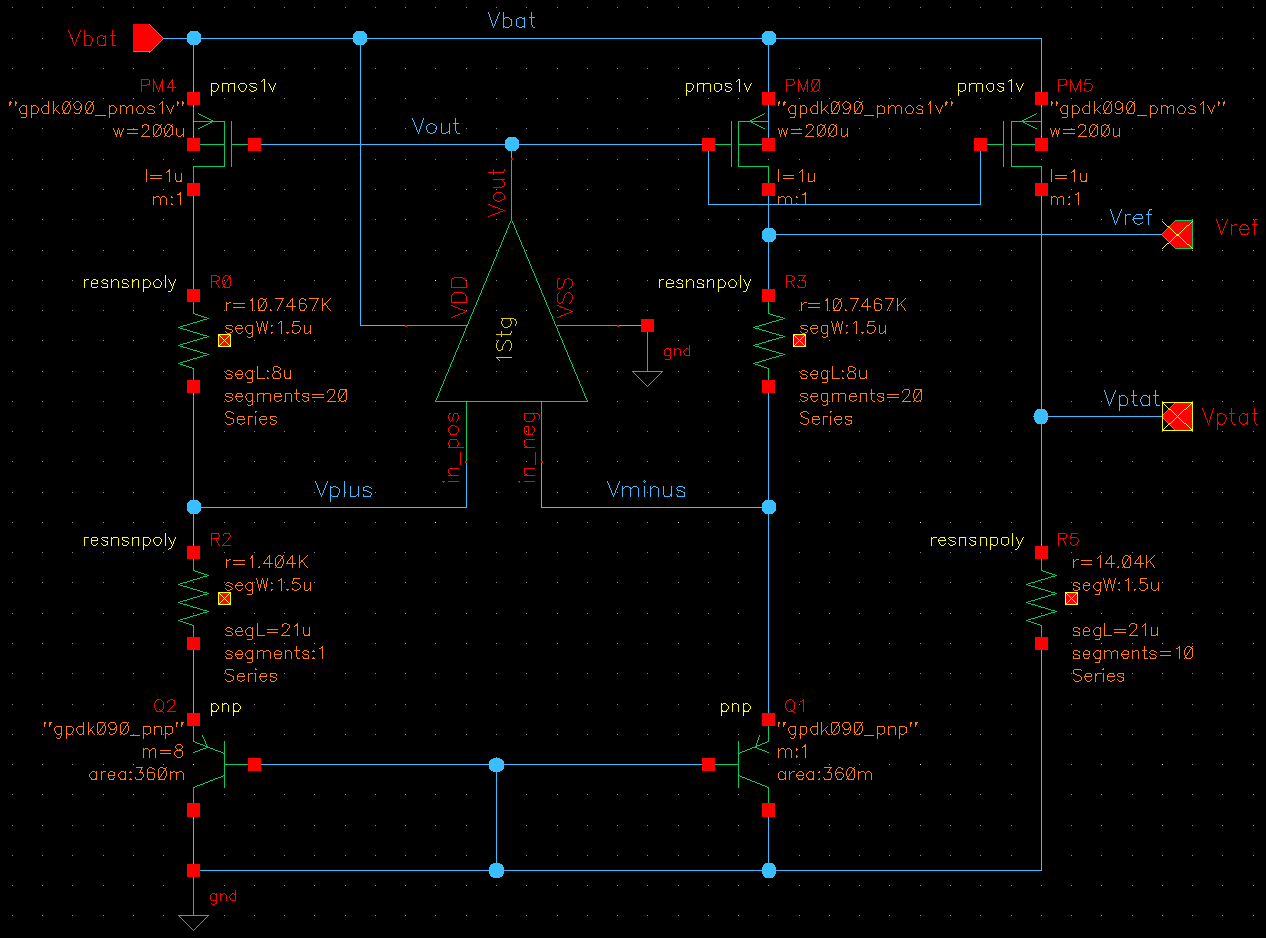 Vbat
Vbat
PM4
pmos1v
"gpdk090_pmos1v"
w=200u
l=1u
m:1
Vout
pmos1v
PM0
"gpdk090_pmos1v"
w=200u
l=1u
m:1
pmos1v
PM5
"gpdk090_pmos1v"
w=200u
l=1u
m:1
Vout
Vref
Vref
resnsnpoly
R0
r=10.7467K
segW:1.5u
segL:8u
segments=20
Series
VDD
VSS
1Stg
gnd
in_pos
in_neg
resnsnpoly
R3
r=10.7467K
segW:1.5u
segL:8u
segments=20
Series
Vptat
Vptat
Vplus
Vminus
resnsnpoly
R2
r=1.404K
segW:1.5u
segL=21u
segments:1
Series
resnsnpoly
R5
r=14.04K
segW:1.5u
segL=21u
segments=10
Series
Q2
pnp
"gpdk090_pnp"
m=8
area:360m
pnp
Q1
"gpdk090_pnp"
m:1
area:360m
gnd